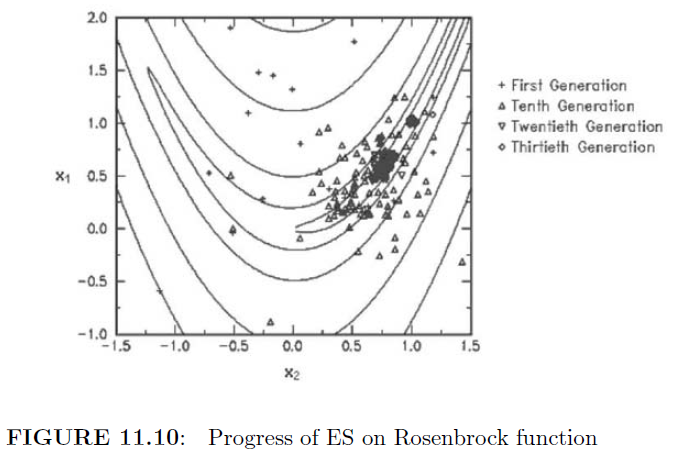 2.0
1.5
1.0
x1
0.5
0.0
-0.5
-1.0
-1.5 -1.0 -0.5 0.0 0.5 1.0 1.5
x2
+ First Generation
△ Tenth Generation
▽ Twentieth Generation
◇ Thirtieth Generation
FIGURE 11.10: Progress of ES on Rosenbrock function